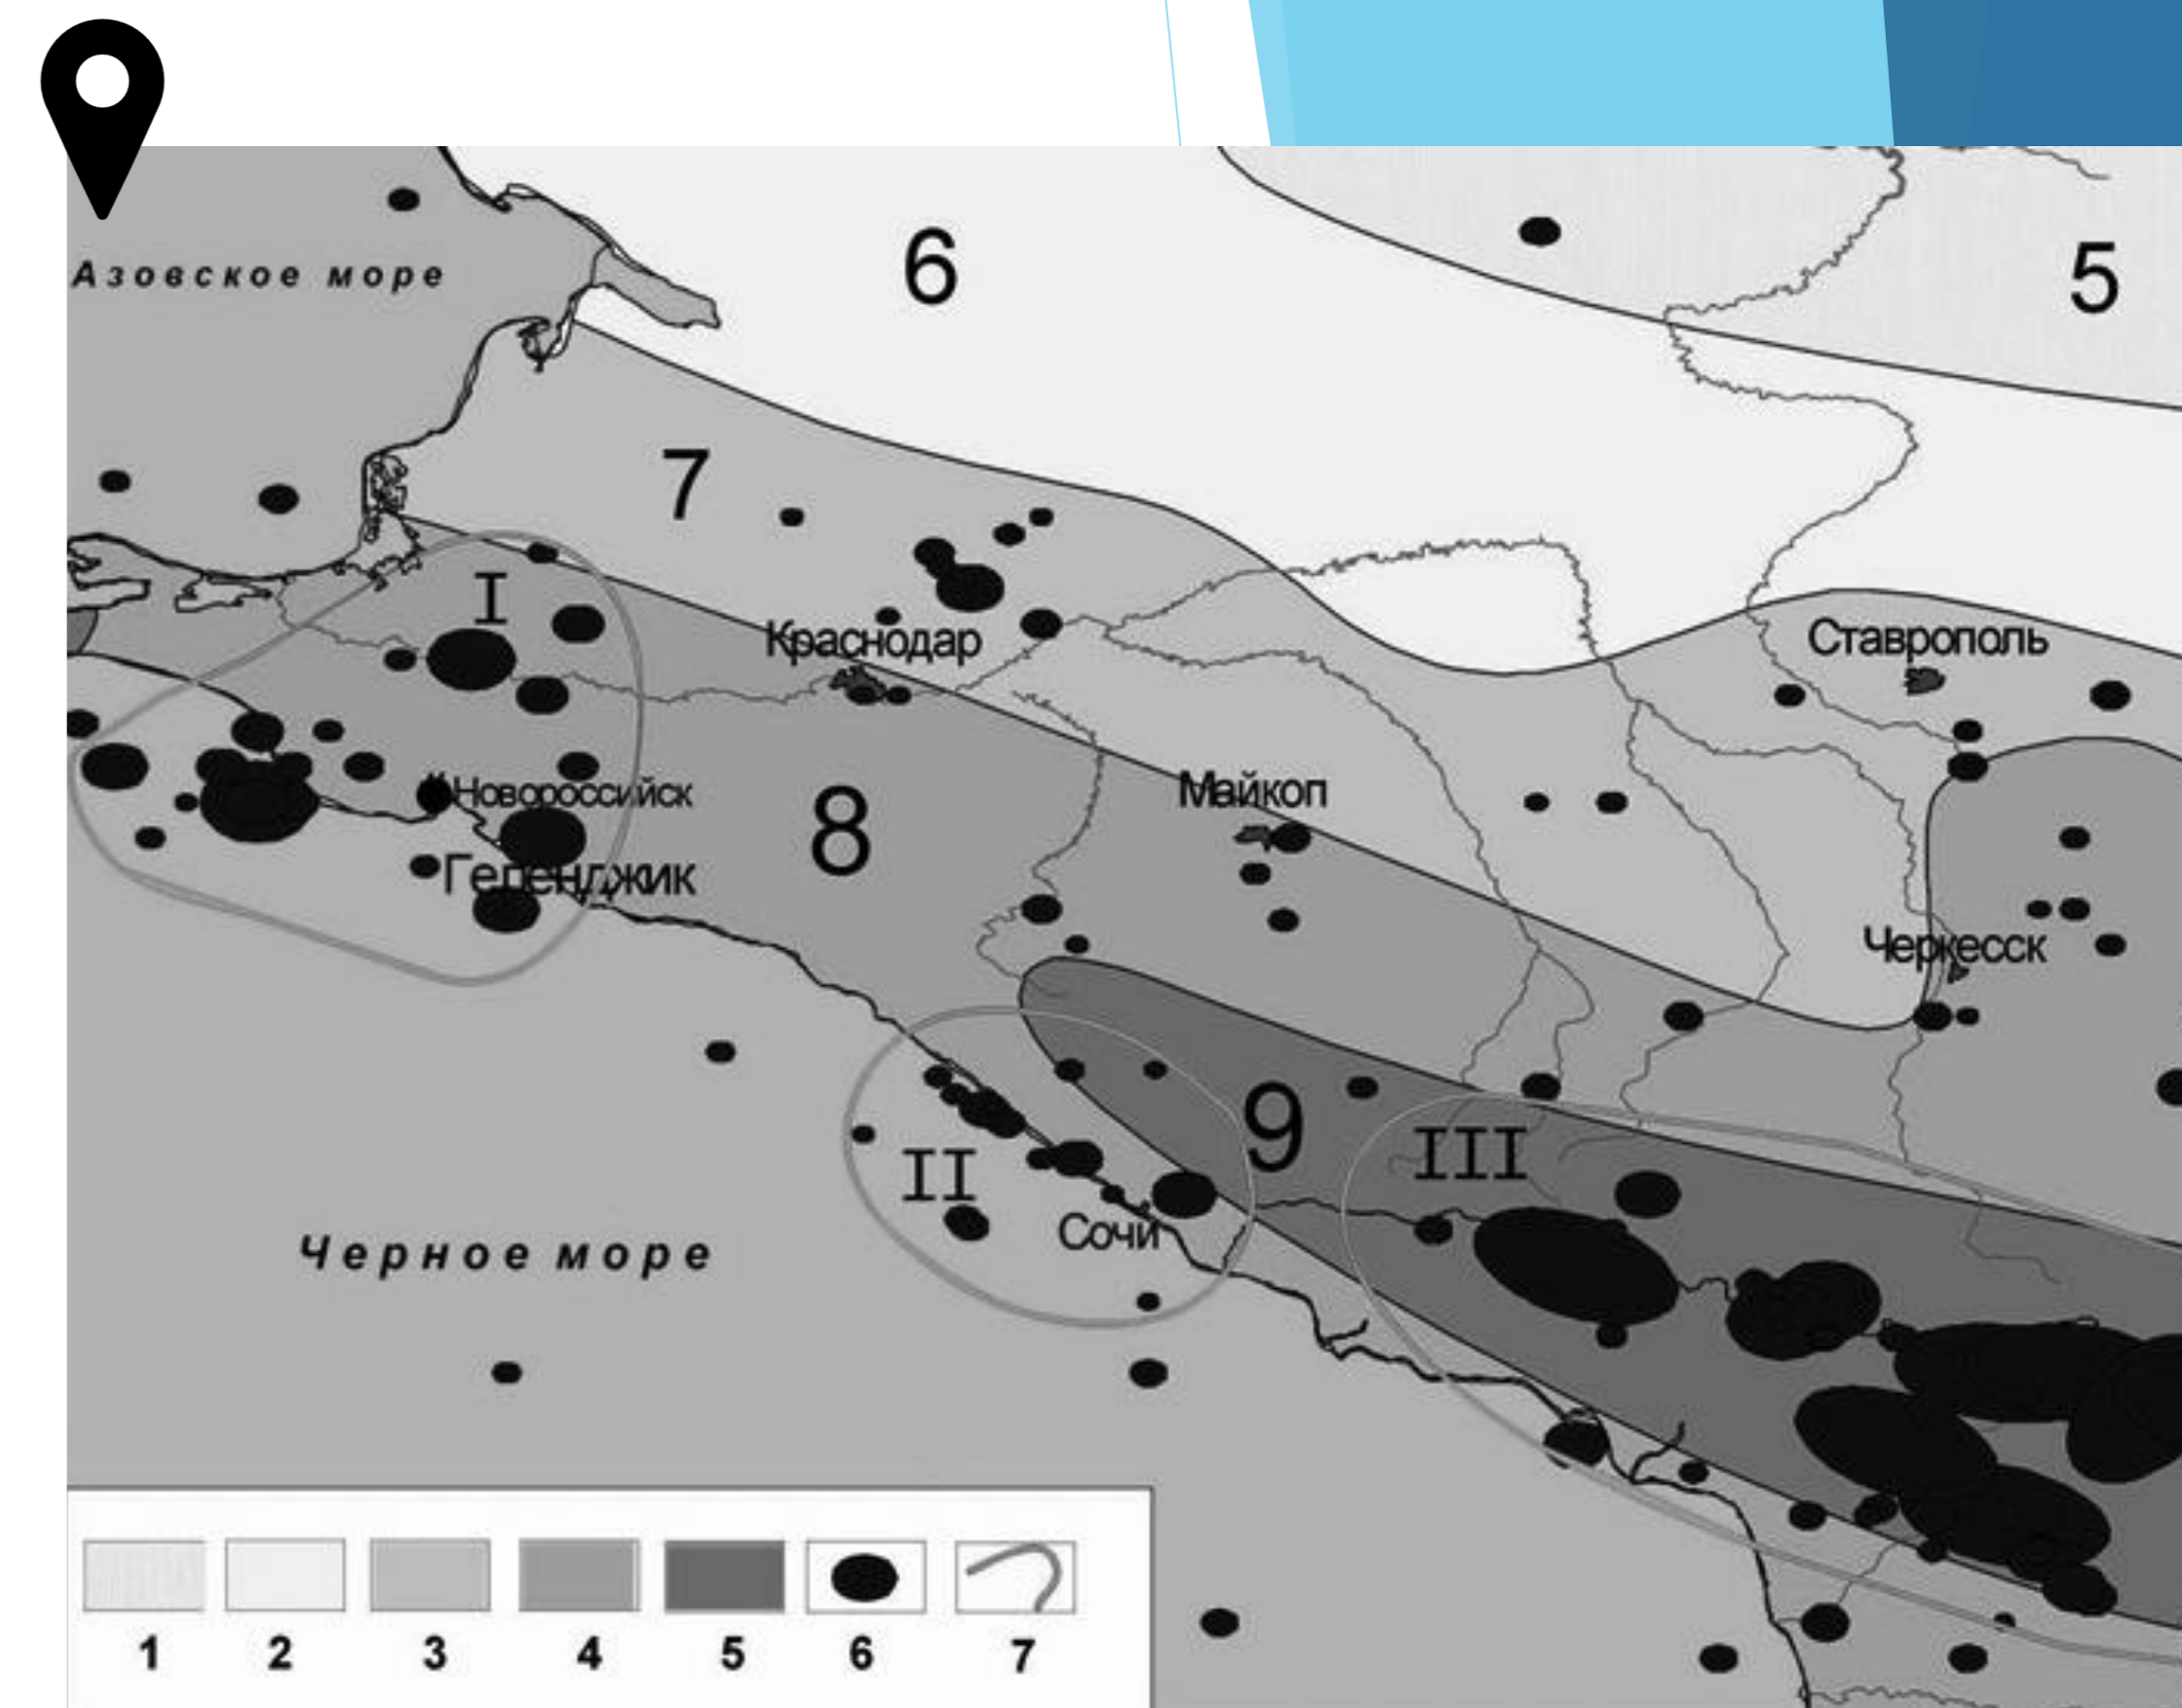 6
5
Азовское море
7
I
Краснодар
Ставрополь
Новороссийск
8
Майкоп
Геленджик
Черкесск
9
III
II
Сочи
Черное море
1 2 3 4 5 6 7